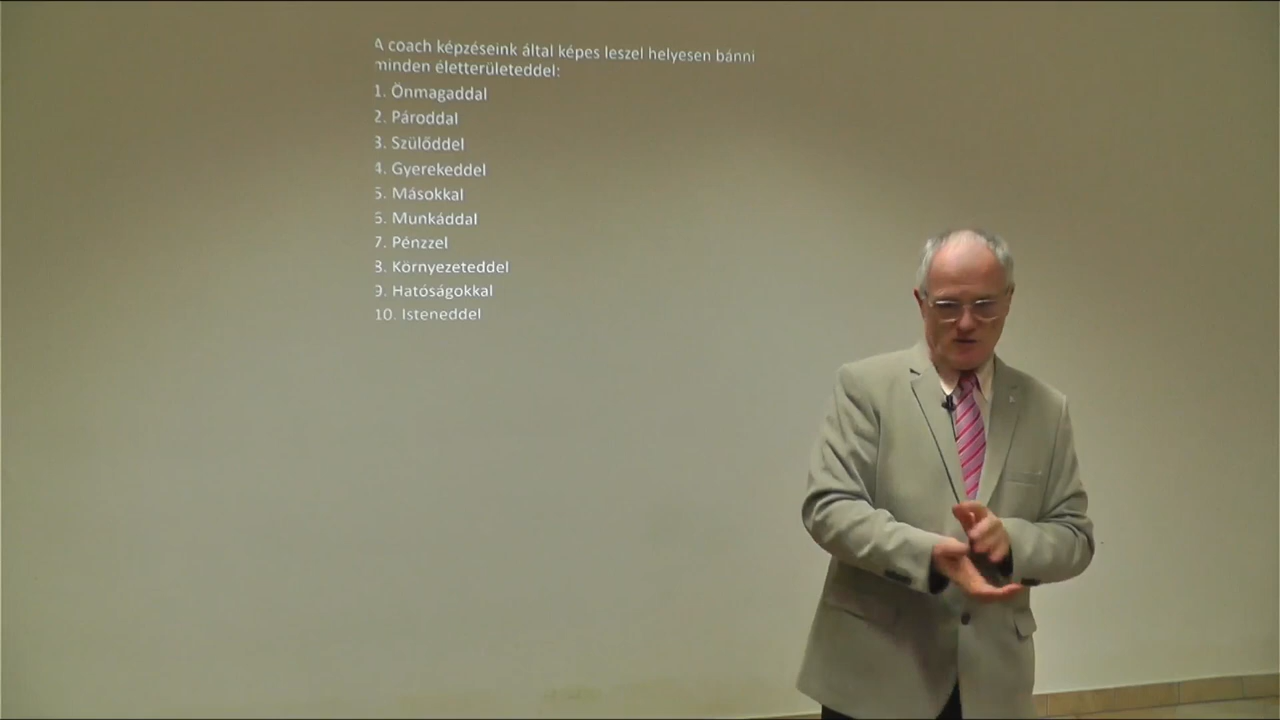 A coach képzéseink által képes leszel helyesen bánni
minden életterületeddel:
1. Önmagaddal
2. Pároddal
3. Szülőddel
4. Gyerekeddel
5. Másokkal
6. Munkáddal
7. Pénzzel
8. Környezeteddel
9. Hatóságokkal
10. Isteneddel